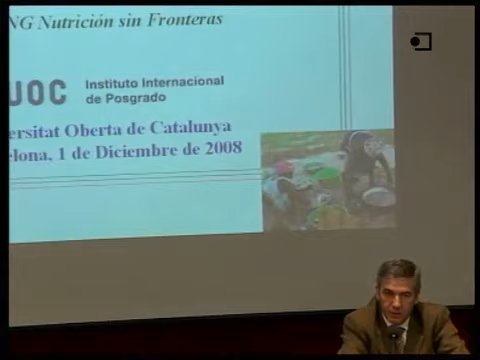 NG Nutrición sin Fronteras
UOC Instituto Internacional
de Posgrado
ersitat Oberta de Catalunya
elona, 1 de Diciembre de 2008